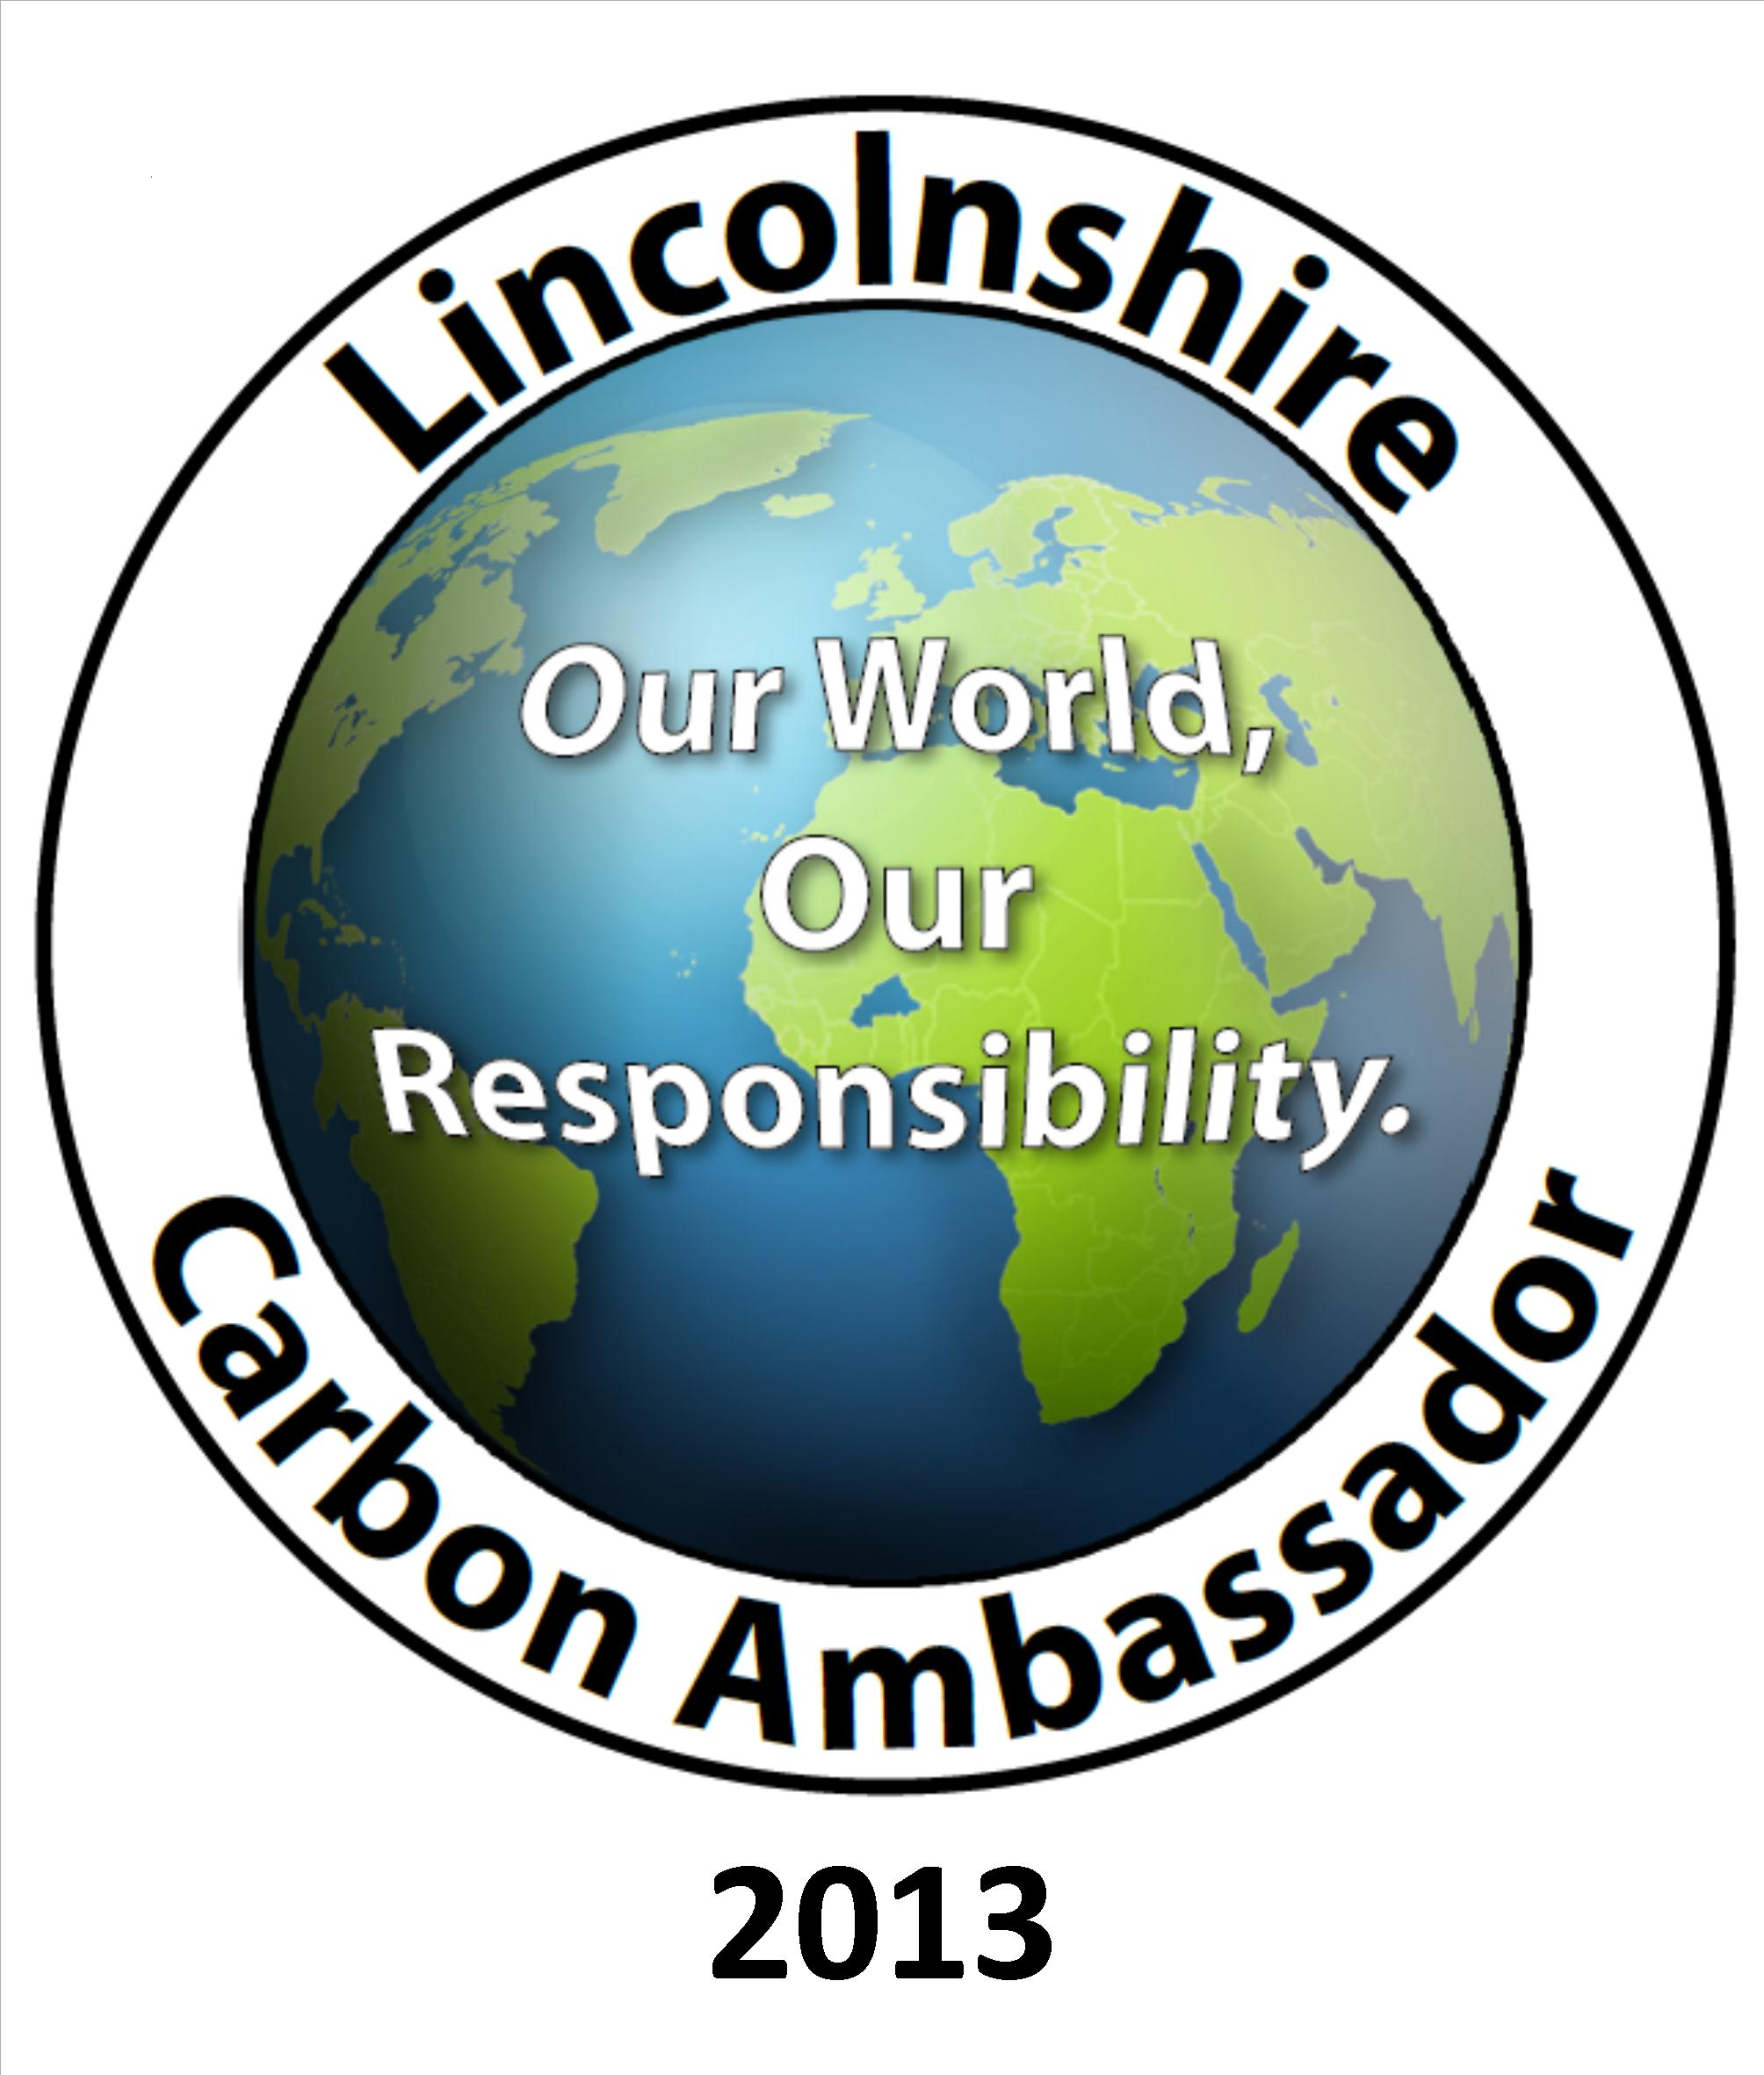 Lincolnshire
Our World,
Our
Responsibility.
Carbon Ambassador
2013